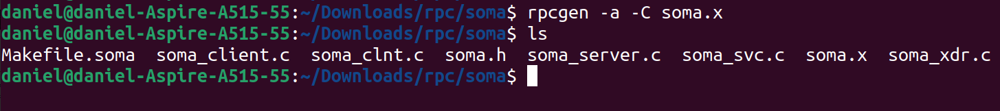 daniel@daniel-Aspire-A515-55:~/Downloads/rpc/soma$ rpcgen -a -C soma.x
daniel@daniel-Aspire-A515-55:~/Downloads/rpc/soma$ ls
Makefile.soma  soma_client.c  soma_clnt.c  soma.h  soma_server.c  soma_svc.c  soma.x  soma_xdr.c
daniel@daniel-Aspire-A515-55:~/Downloads/rpc/soma$